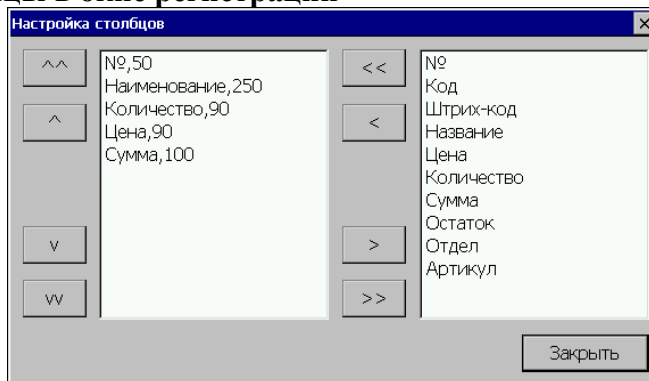 Настройка столбцов
^^
^
v
vv
№,50
Наименование,250
Количество,90
Цена,90
Сумма,100
<<
<
>
>>
№
Код
Штрих-код
Название
Цена
Количество
Сумма
Остаток
Отдел
Артикул
Закрыть